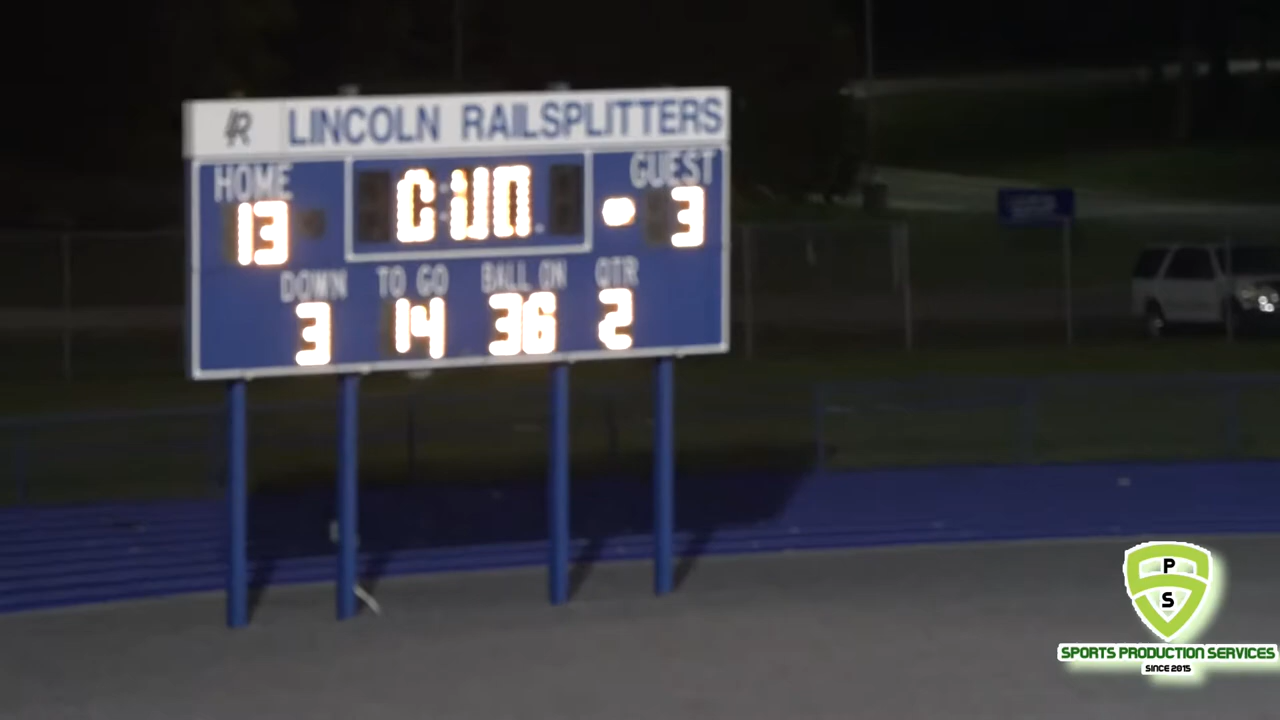 LINCOLN RAILSPLITTERS
HOME GUEST
13 3
DOWN TO GO BALL ON QTR
3 14 36 2
P
S
SPORTS PRODUCTION SERVICES
SINCE 2015